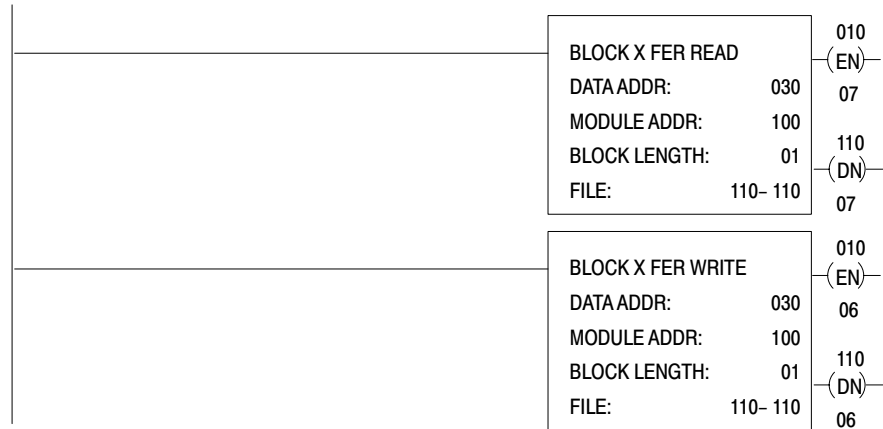 BLOCK X FER READ
DATA ADDR: 030
MODULE ADDR: 100
BLOCK LENGTH: 01
FILE: 110– 110
010
EN
07
110
DN
07
BLOCK X FER WRITE
DATA ADDR: 030
MODULE ADDR: 100
BLOCK LENGTH: 01
FILE: 110– 110
010
EN
06
110
DN
06